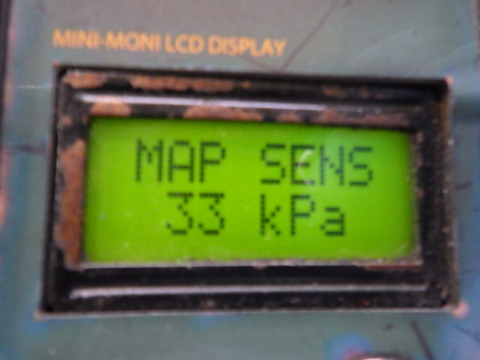 MINI-MONI LCD DISPLAY
MAP SENS
33 kPa